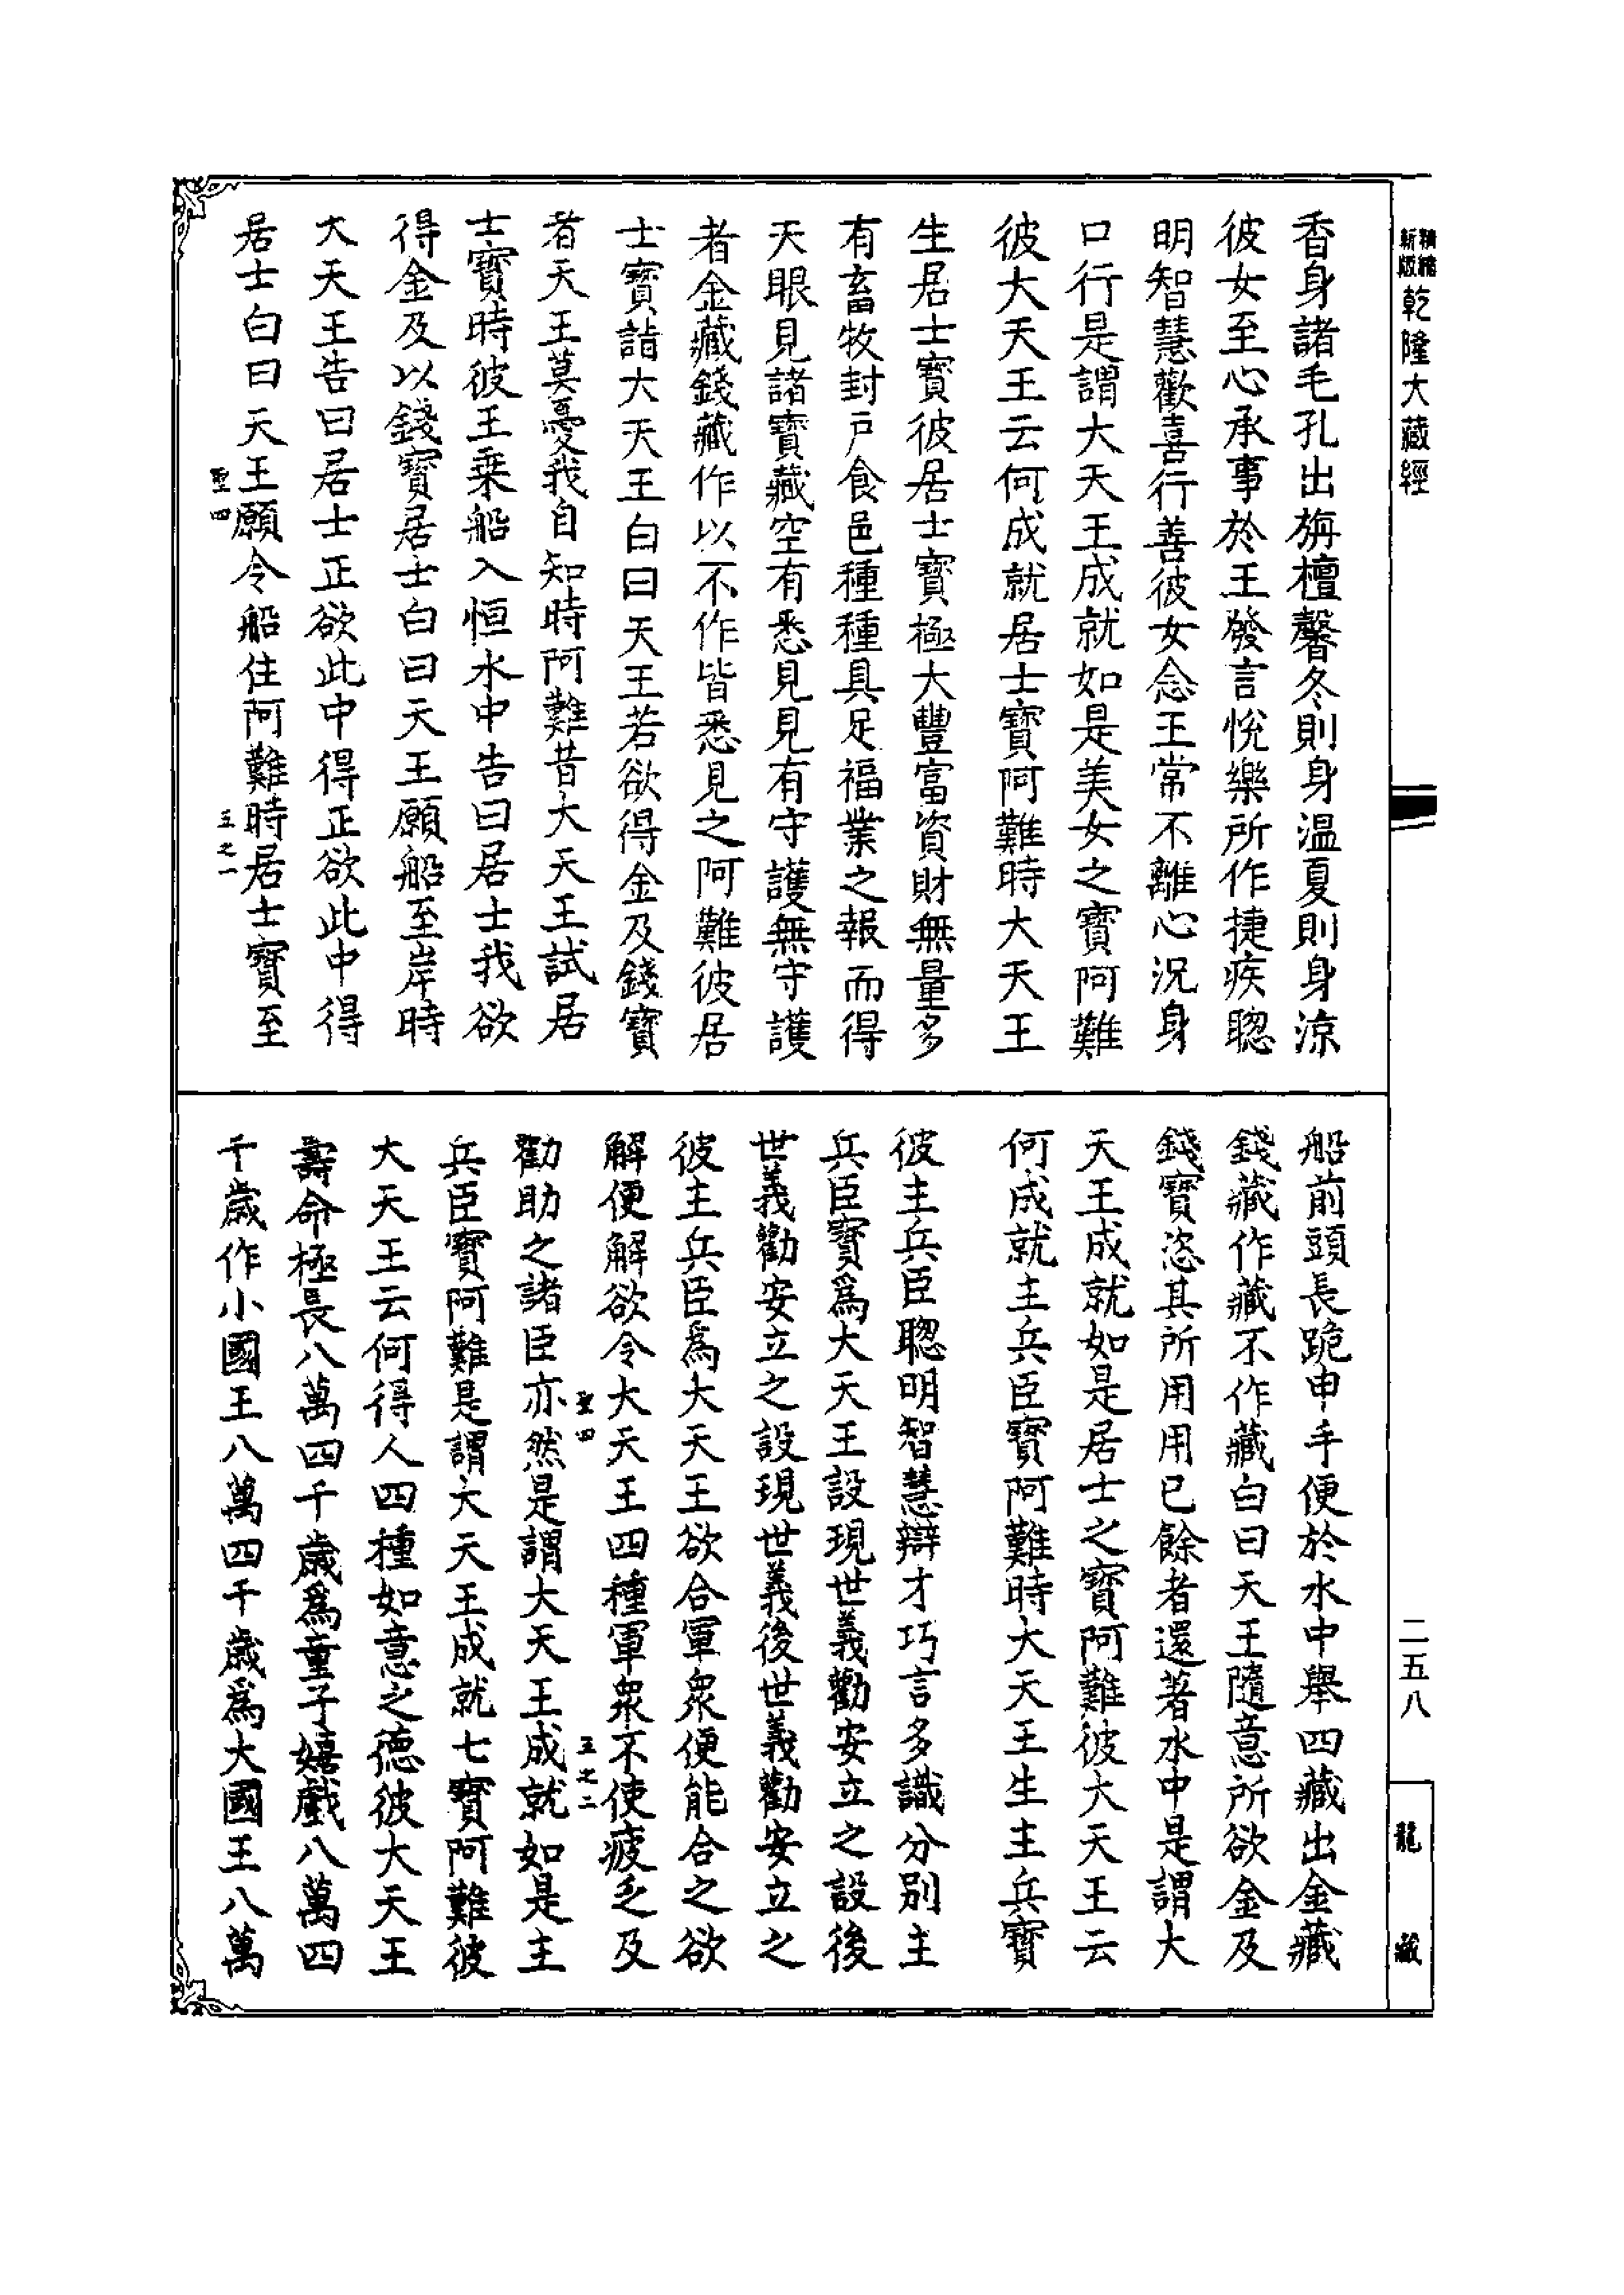 精縮
新版
乾隆大藏經
二五八
龍藏
香身諸毛孔出栴檀馨冬則身温夏則身涼
彼女至心承事於王發言悅樂所作捷疾聰
明智慧歡喜行善彼女念王常不離心況身
口行是謂大天王成就如是美女之寶阿難
彼大天王云何成就居士寶阿難時大天王
生居士寶彼居士寶極大豐富資財無量多
有畜牧封戶食邑種種具足福業之報而得
天眼見諸寶藏空有悉見見有守護無守護
者金藏錢藏作以不作皆悉見之阿難彼居
士寶詣大天王白曰天王若欲得金及錢寶
者天王莫憂我自知時阿難昔大天王試居
士寶時彼王乗船入恒水中告曰居士我欲
得金及以錢寶居士白曰天王願船至岸時
大天王告曰居士正欲此中得正欲此中得
居士白曰天王願令船住阿難時居士寶至
聖四
五之一
船前頭長跪申手便於水中舉四藏出金藏
錢藏作藏不作藏白曰天王隨意所欲金及
錢寶恣其所用用已餘者還著水中是謂大
天王成就如是居士之寶阿難彼大天王云
何成就主兵臣寶阿難時大天王生主兵寶
彼主兵臣聰明智慧辯才巧言多識分別主
兵臣寶爲大天王設現世義勸安立之設後
世義勸安立之設現世義後世義勸安立之
彼主兵臣爲大天王欲合軍衆便能合之欲
解便解欲令大天王四種軍衆不使疲乏及
聖四
五之二
勸助之諸臣亦然是謂大天王成就如是主
兵臣寶阿難是謂大天王成就七寶阿難彼
大天王云何得人四種如意之德彼大天王
壽命極長八萬四千歲爲童子嬉戲八萬四
千歲作小國王八萬四千歲爲大國王八萬